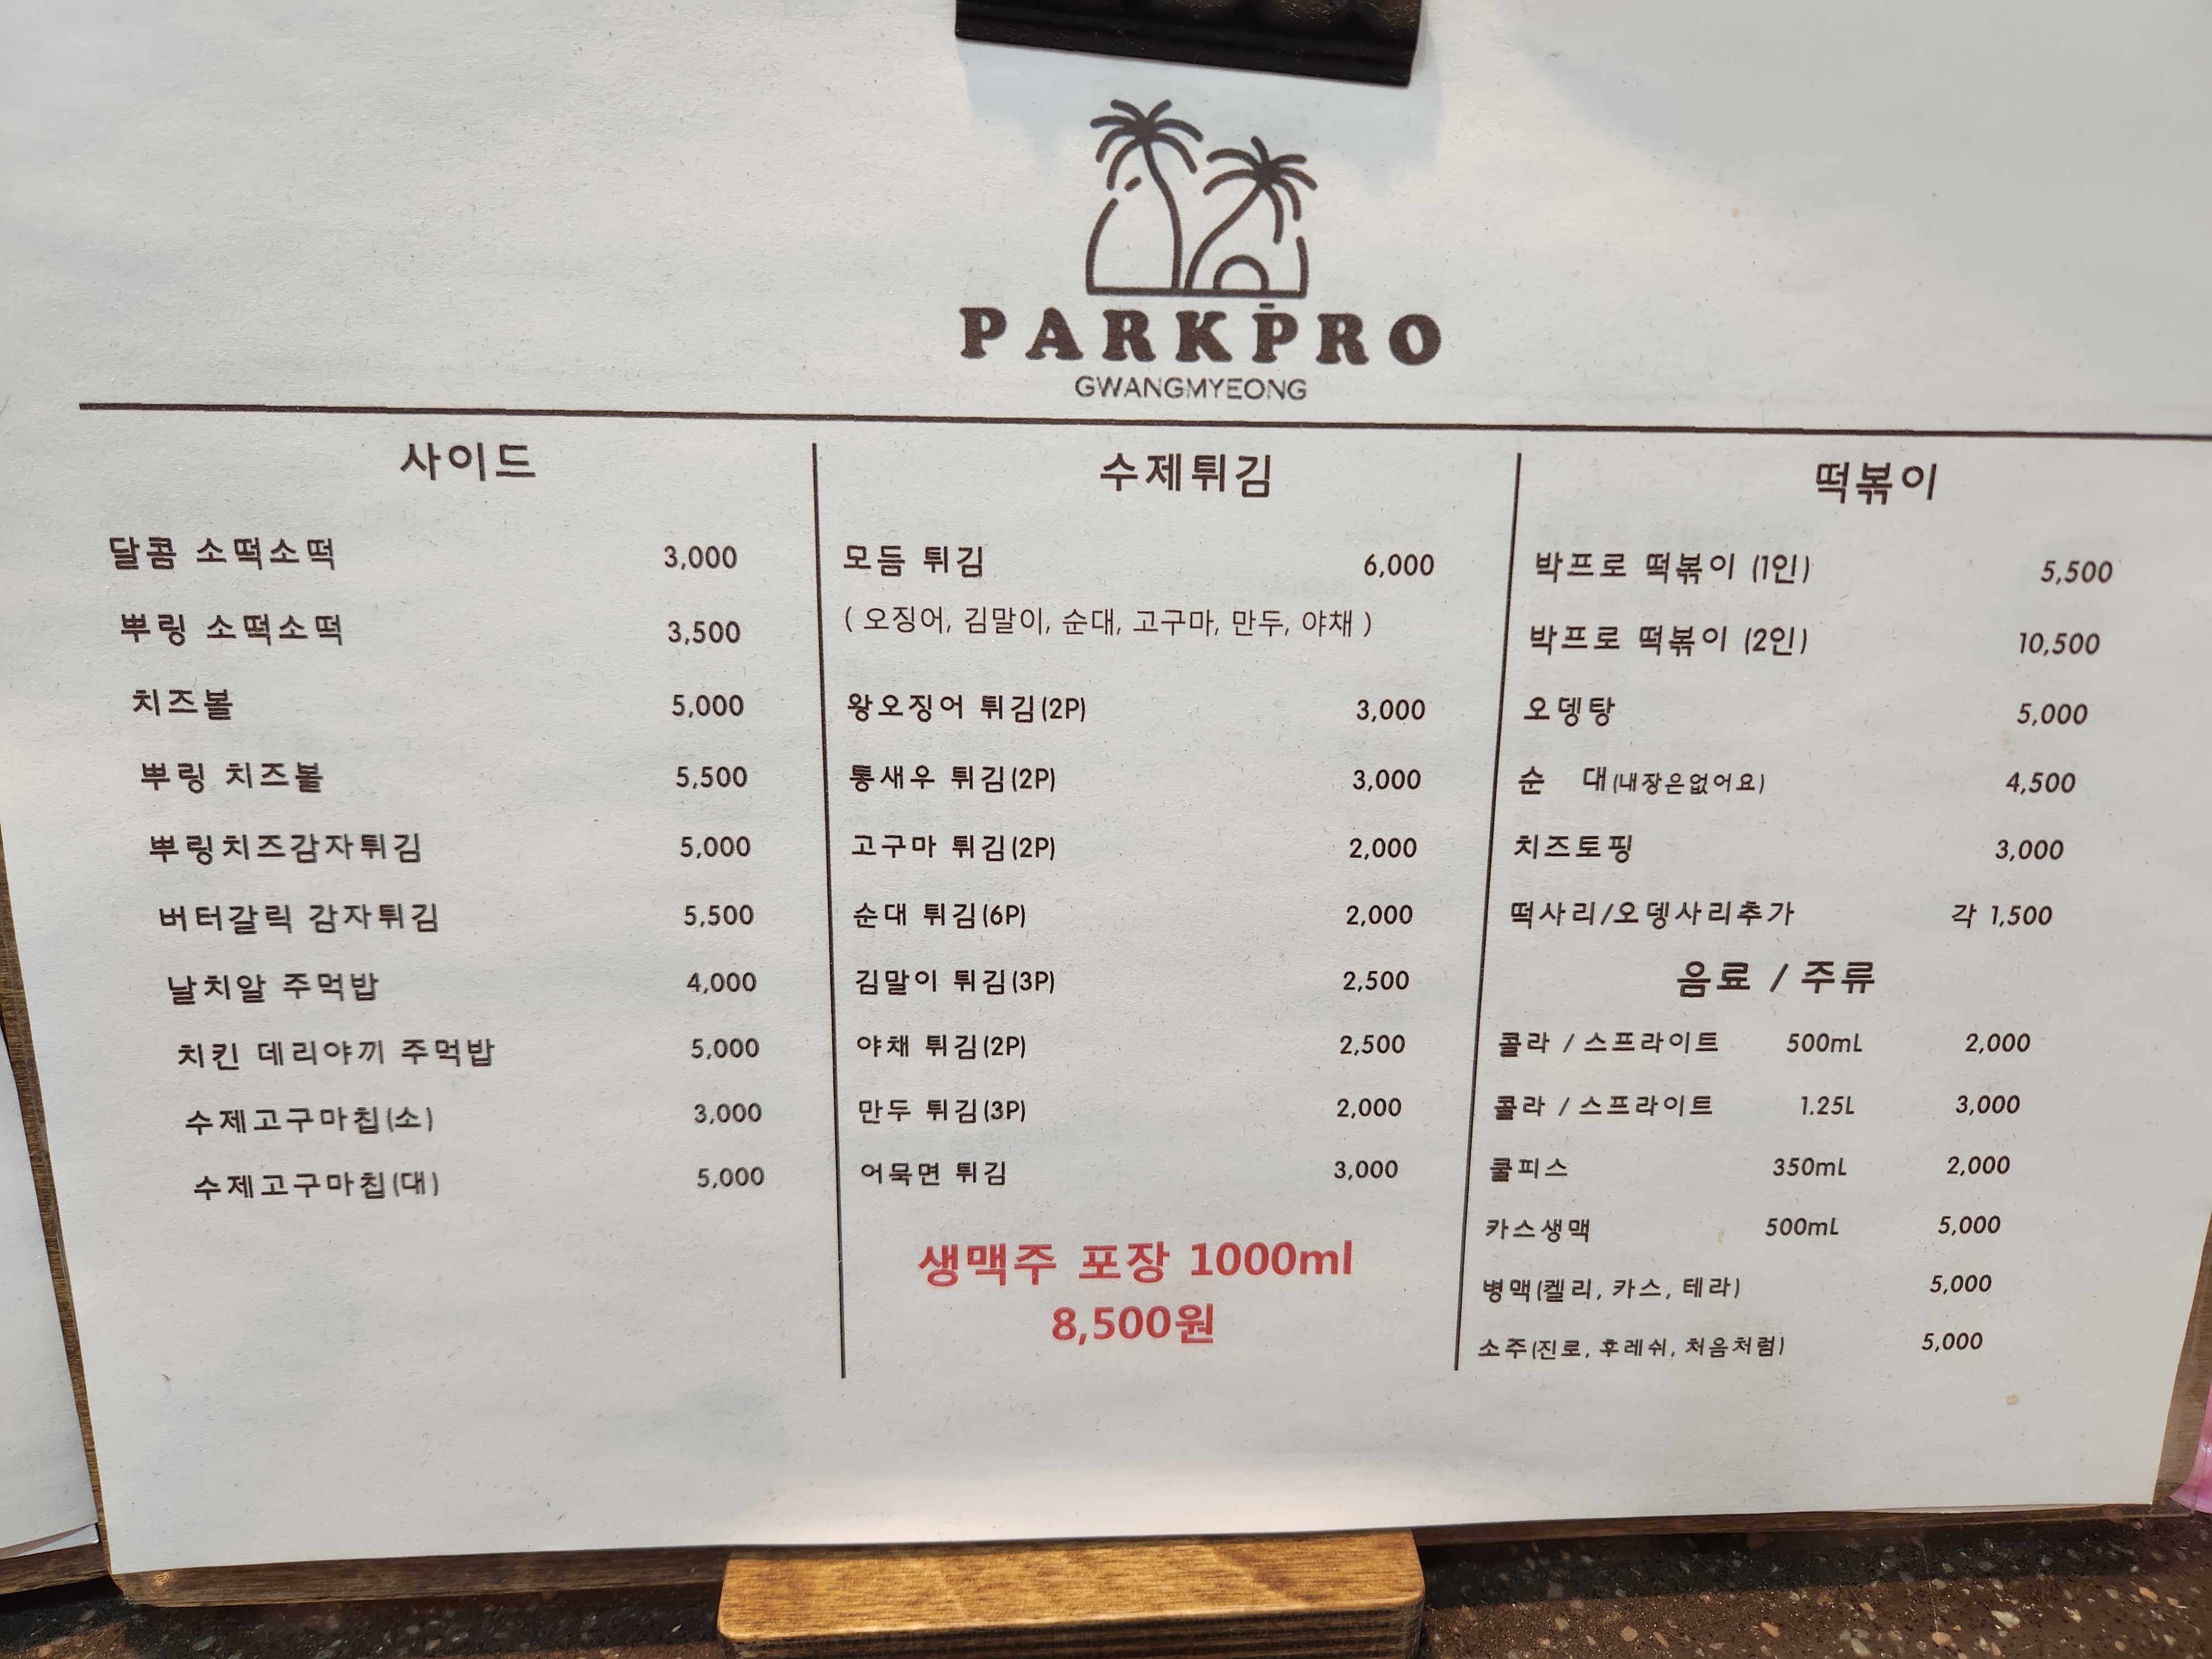 PARKPRO
GWANGMYEONG
사이드
달콤 소떡소떡 3,000
뿌링 소떡소떡 3,500
치즈볼 5,000
뿌링 치즈볼 5,500
뿌링치즈감자튀김 5,000
버터갈릭 감자튀김 5,500
날치알 주먹밥 4,000
치킨 데리야끼 주먹밥 5,000
수제고구마칩(소) 3,000
수제고구마칩(대) 5,000
수제튀김
모듬 튀김 6,000
( 오징어, 김말이, 순대, 고구마, 만두, 야채 )
왕오징어 튀김(2P) 3,000
통새우 튀김(2P) 3,000
고구마 튀김(2P) 2,000
순대 튀김(6P) 2,000
김말이 튀김(3P) 2,500
야채 튀김(2P) 2,500
만두 튀김(3P) 2,000
어묵면 튀김 3,000
생맥주 포장 1000ml
8,500원
떡볶이
박프로 떡볶이 (1인) 5,500
박프로 떡볶이 (2인) 10,500
오뎅탕 5,000
순 대(내장은없어요) 4,500
치즈토핑 3,000
떡사리/오뎅사리추가 각 1,500
음료 / 주류
콜라 / 스프라이트 500mL 2,000
콜라 / 스프라이트 1.25L 3,000
쿨피스 350mL 2,000
카스생맥 500mL 5,000
병맥(켈리, 카스, 테라) 5,000
소주(진로, 후레쉬, 처음처럼) 5,000